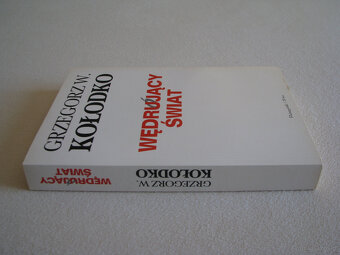 GRZEGORZ W.
KOŁODKO
WĘDRUJĄCY
ŚWIAT
GRZEGORZ W.
KOŁODKO
WĘDRUJĄCY
ŚWIAT